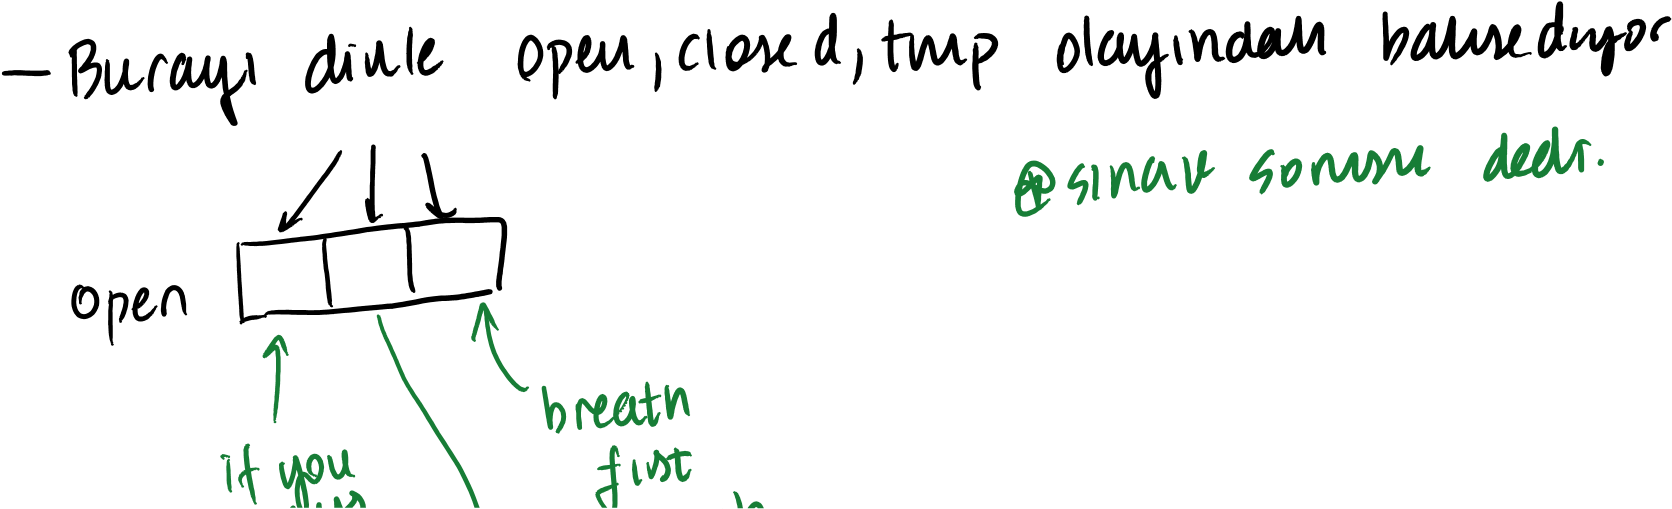 — Burayı dinle open, closed, tmp olayından bahsediyor
@ sınav sorusu dedi.
open
breath
if you first